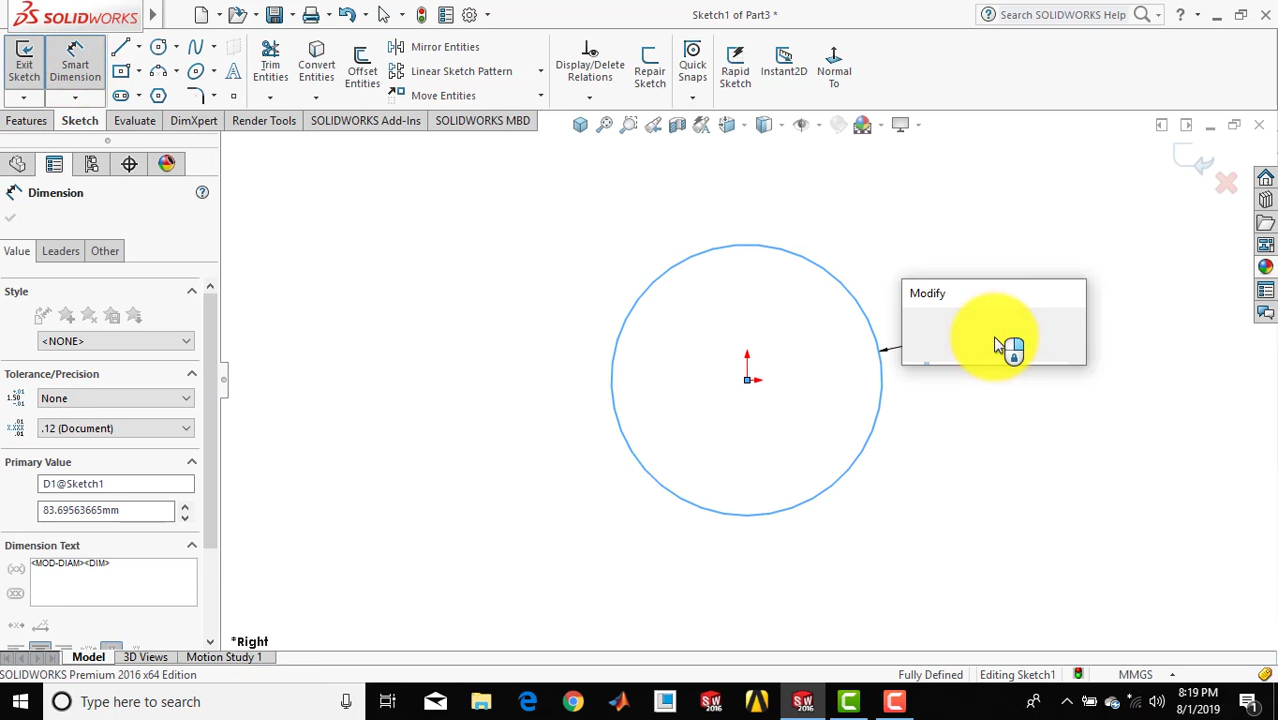 SOLIDWORKS
Sketch1 of Part3 *
Search SOLIDWORKS Help
?
Exit Sketch
Smart Dimension
Trim Entities
Convert Entities
Offset Entities
Mirror Entities
Linear Sketch Pattern
Move Entities
Display/Delete Relations
Repair Sketch
Quick Snaps
Rapid Sketch
Instant2D
Normal To
Features
Sketch
Evaluate
DimXpert
Render Tools
SOLIDWORKS Add-Ins
SOLIDWORKS MBD
Dimension
Value
Leaders
Other
Style
<NONE>
Tolerance/Precision
None
.12 (Document)
Primary Value
D1@Sketch1
83.69563665mm
Dimension Text
<MOD-DIAM><DIM>
Modify
*Right
Model
3D Views
Motion Study 1
SOLIDWORKS Premium 2016 x64 Edition
Fully Defined
Editing Sketch1
MMGS
Type here to search
8:19 PM
8/1/2019